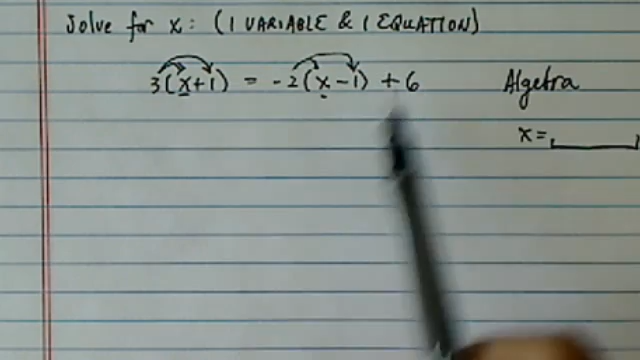 Solve for x: (1 VARIABLE & 1 EQUATION)
3(x+1) = -2(x-1) + 6
Algebra
x=